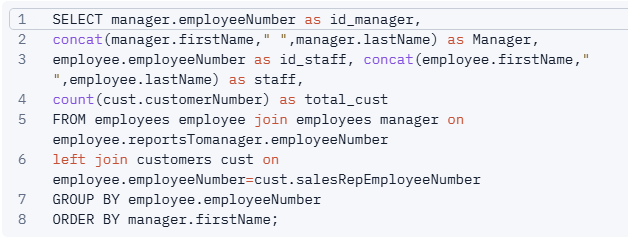 1 SELECT manager.employeeNumber as id_manager,
2 concat(manager.firstName," ",manager.lastName) as Manager,
3 employee.employeeNumber as id_staff, concat(employee.firstName,"
",employee.lastName) as staff,
4 count(cust.customerNumber) as total_cust
5 FROM employees employee join employees manager on
employee.reportsTomanager.employeeNumber
6 left join customers cust on
employee.employeeNumber=cust.salesRepEmployeeNumber
7 GROUP BY employee.employeeNumber
8 ORDER BY manager.firstName;